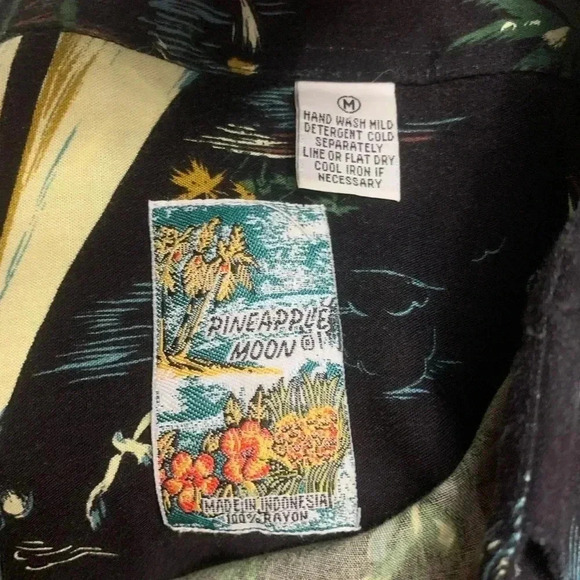 M
HAND WASH MILD
DETERGENT COLD
SEPARATELY
LINE OR FLAT DRY
COOL IRON IF
NECESSARY
PINEAPPLE
MOON ®
MADE IN INDONESIA
100% RAYON